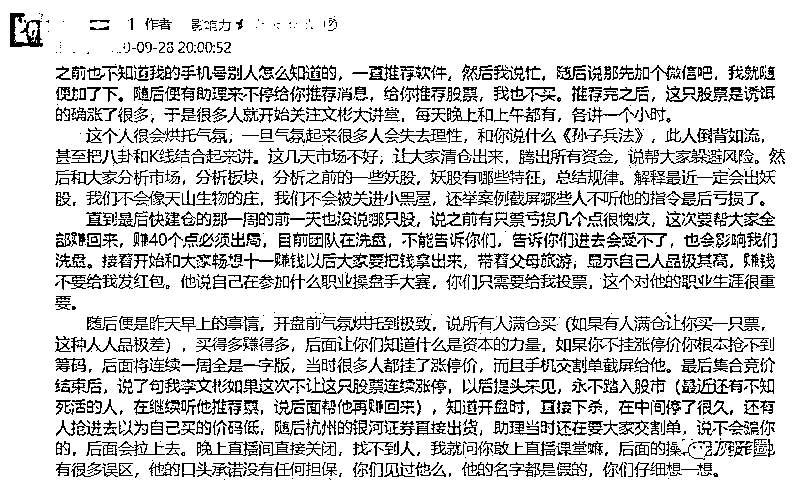 1 作者 影响力
0-09-28 20:00:52
之前也不知道我的手机号别人怎么知道的，一直推荐软件，然后我说忙，随后说那先加个微信吧，我就随
便加了下。随后便有助理来不停给你推荐消息，给你推荐股票，我也不买。推荐完之后，这只股票是诱饵
的确涨了很多，于是很多人就开始关注文彬大讲堂，每天晚上和上午都有，各讲一个小时。
这个人很会烘托气氛，一旦气氛起来很多人会失去理性，和你说什么《孙子兵法》，此人倒背如流，
甚至把八卦和K线结合起来讲。这几天市场不好，让大家清仓出来，腾出所有资金，说帮大家躲避风险。然
后和大家分析市场，分析板块，分析之前的一些妖股，妖股有哪些特征，总结规律。解释最近一定会出妖
股，我们不会像天山生物的庄，我们不会被关进小黑屋，还举案例截屏哪些人不听他的指令最后亏损了。
直到最后快建仓的那一周的前一天也没说哪只股，说之前有只票亏损几个点很愧疚，这次要帮大家全
部赚回来，赚40个点必须出局，目前团队在洗盘，不能告诉你们，告诉你们进去会受不了，也会影响我们
洗盘。接着开始和大家畅想十一赚钱以后大家要把钱拿出来，带着父母旅游，显示自己人品极其高，赚钱
不要给我发红包。他说自己在参加什么职业操盘手大赛，你们只需要给我投票，这个对他的职业生涯很重
要。
随后便是昨天早上的事情，开盘前气氛烘托到极致，说所有人满仓买（如果有人满仓让你买一只票，
这种人人品极差），买得多赚得多，后面让你们知道什么是资本的力量，如果你不挂涨停价你根本抢不到
筹码，后面将连续一周全是一字版，当时很多人都挂了涨停价，而且手机交割单截屏给他。最后集合竞价
结束后，说了句我李文彬如果这次不让这只股票连续涨停，以后提头来见，永不踏入股市（最近还有不知
死活的人，在继续听他推荐票，说后面帮他再赚回来），知道开盘时，直接下杀，在中间停了很久，还有
人抢进去以为自己买的价码低，随后杭州的银河证券直接出货，助理当时还在要大家交割单，说不会骗你
的，后面会拉上去。晚上直播间直接关闭，找不到人，我就问你敢上直播课堂嘛，后面的操
有很多误区，他的口头承诺没有任何担保，你们见过他么，他的名字都是假的，你们仔细想一想。